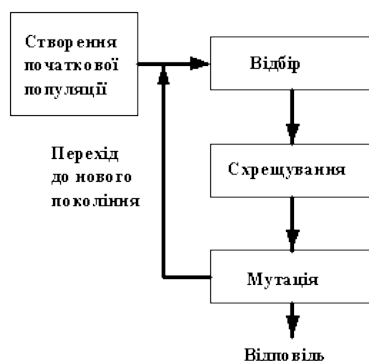 Створення
початкової
популяції
Відбір
Перехід
до нового
покоління
Схрещування
Мутація
Відповідь